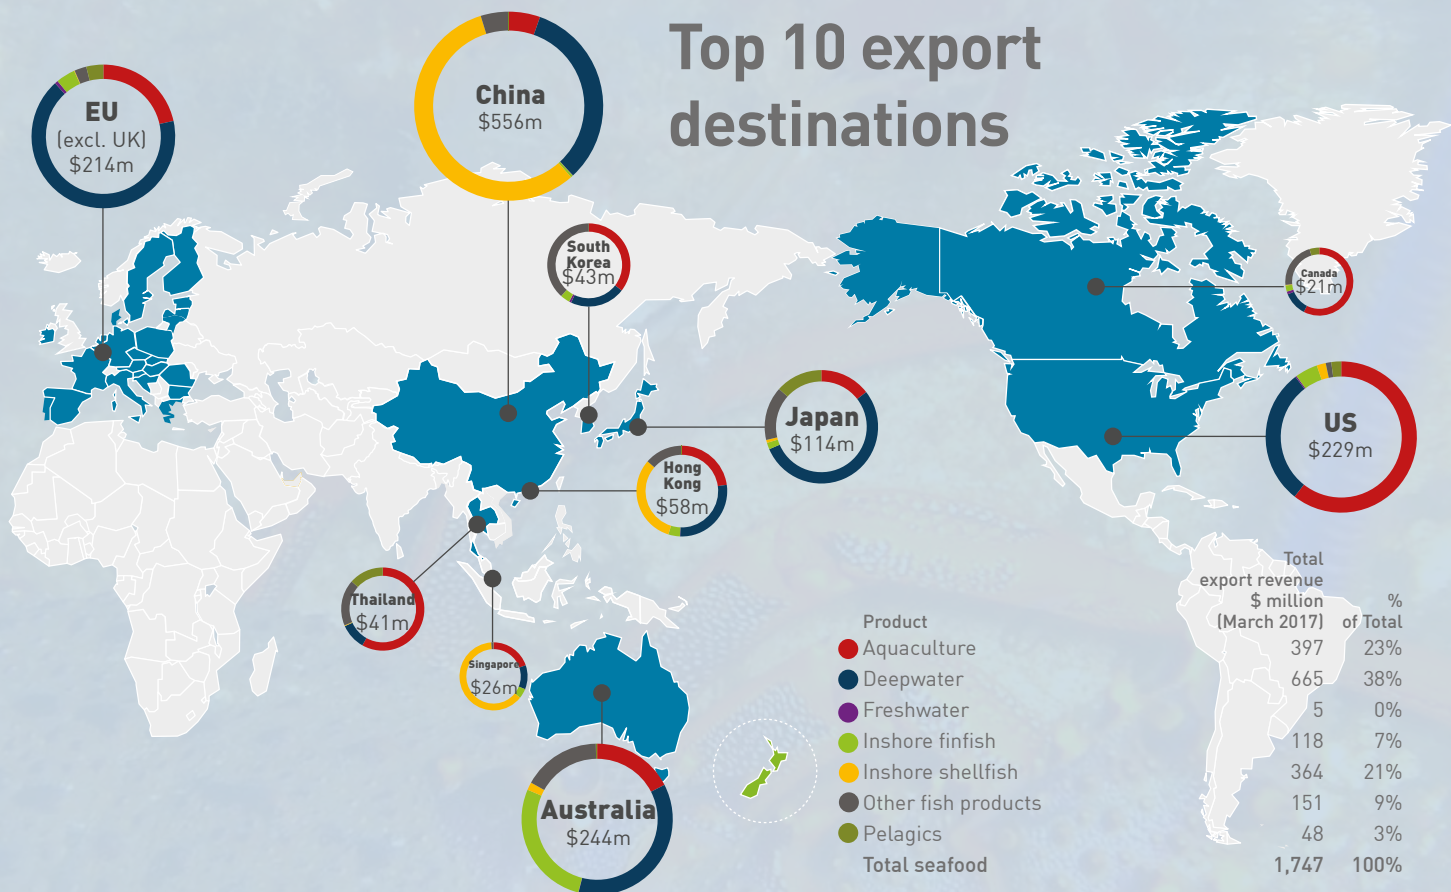 Top 10 export
destinations
EU
(excl. UK)
$214m
China
$556m
South
Korea
$43m
Canada
$21m
Japan
$114m
US
$229m
Hong
Kong
$58m
Thailand
$41m
Singapore
$26m
Australia
$244m
Total
export revenue
$ million %
Product (March 2017) of Total
Aquaculture 397 23%
Deepwater 665 38%
Freshwater 5 0%
Inshore finfish 118 7%
Inshore shellfish 364 21%
Other fish products 151 9%
Pelagics 48 3%
Total seafood 1,747 100%